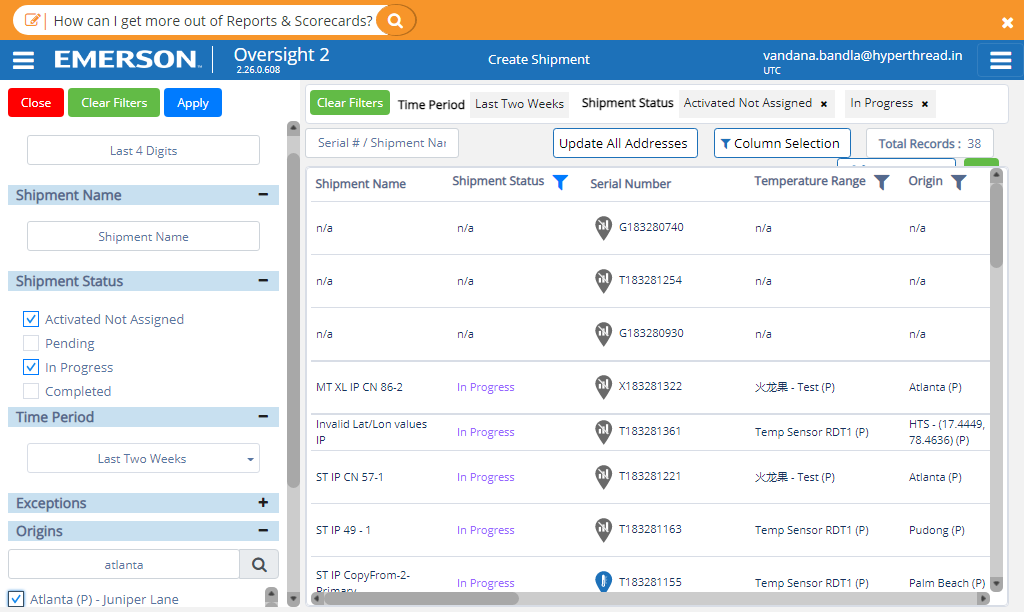 How can I get more out of Reports & Scorecards?
EMERSON
Oversight 2
2.26.0.608
Create Shipment
vandana.bandla@hyperthread.in
UTC
Close
Clear Filters
Apply
Last 4 Digits
Shipment Name
Shipment Name
Shipment Status
Activated Not Assigned
Pending
In Progress
Completed
Time Period
Last Two Weeks
Exceptions
Origins
atlanta
Atlanta (P) - Juniper Lane
Clear Filters Time Period Last Two Weeks Shipment Status Activated Not Assigned × In Progress ×
Serial # / Shipment Nar Update All Addresses Column Selection Total Records : 38
Shipment Name Shipment Status Serial Number Temperature Range Origin
n/a n/a G183280740 n/a n/a
n/a n/a T183281254 n/a n/a
n/a n/a G183280930 n/a n/a
MT XL IP CN 86-2 In Progress X183281322 火龙果 - Test (P) Atlanta (P)
Invalid Lat/Lon values IP In Progress T183281361 Temp Sensor RDT1 (P) HTS - (17.4449, 78.4636) (P)
ST IP CN 57-1 In Progress T183281221 火龙果 - Test (P) Atlanta (P)
ST IP 49 - 1 In Progress T183281163 Temp Sensor RDT1 (P) Pudong (P)
ST IP CopyFrom-2-Primary In Progress T183281155 Temp Sensor RDT1 (P) Palm Beach (P)